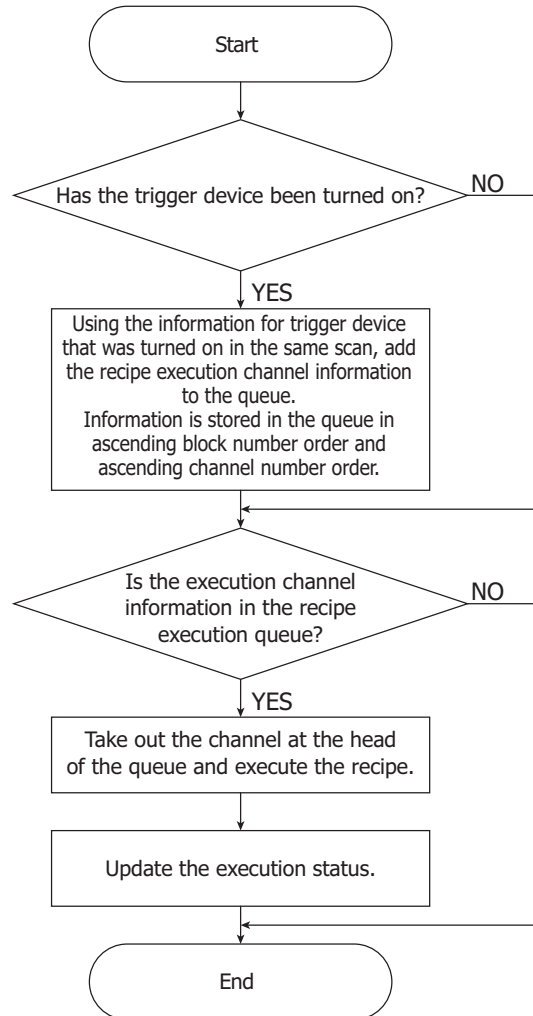 Start
Has the trigger device been turned on?
NO
YES
Using the information for trigger device
that was turned on in the same scan, add
the recipe execution channel information
to the queue.
Information is stored in the queue in
ascending block number order and
ascending channel number order.
Is the execution channel
information in the recipe
execution queue?
NO
YES
Take out the channel at the head
of the queue and execute the recipe.
Update the execution status.
End